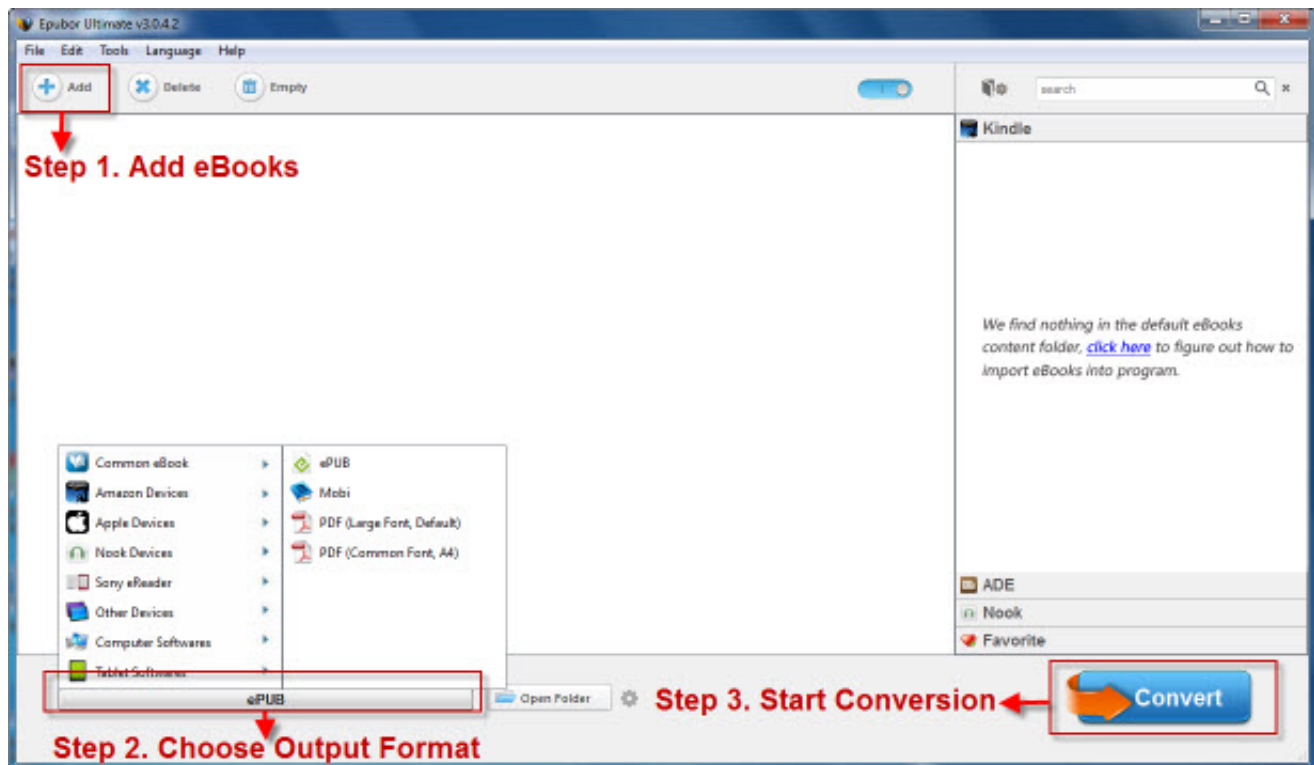 Epubor Ultimate v3.0.4.2
File Edit Tools Language Help
Add Delete Empty
search
Kindle
Step 1. Add eBooks
We find nothing in the default eBooks
content folder, click here to figure out how to
import eBooks into program.
Common eBook
Amazon Devices
Apple Devices
Nook Devices
Sony eReader
Other Devices
Computer Softwares
Tablet Softwares
ePUB
Mobi
PDF (Large Font, Default)
PDF (Common Font, A4)
ADE
Nook
Favorite
ePUB
Open Folder
Step 3. Start Conversion
Convert
Step 2. Choose Output Format